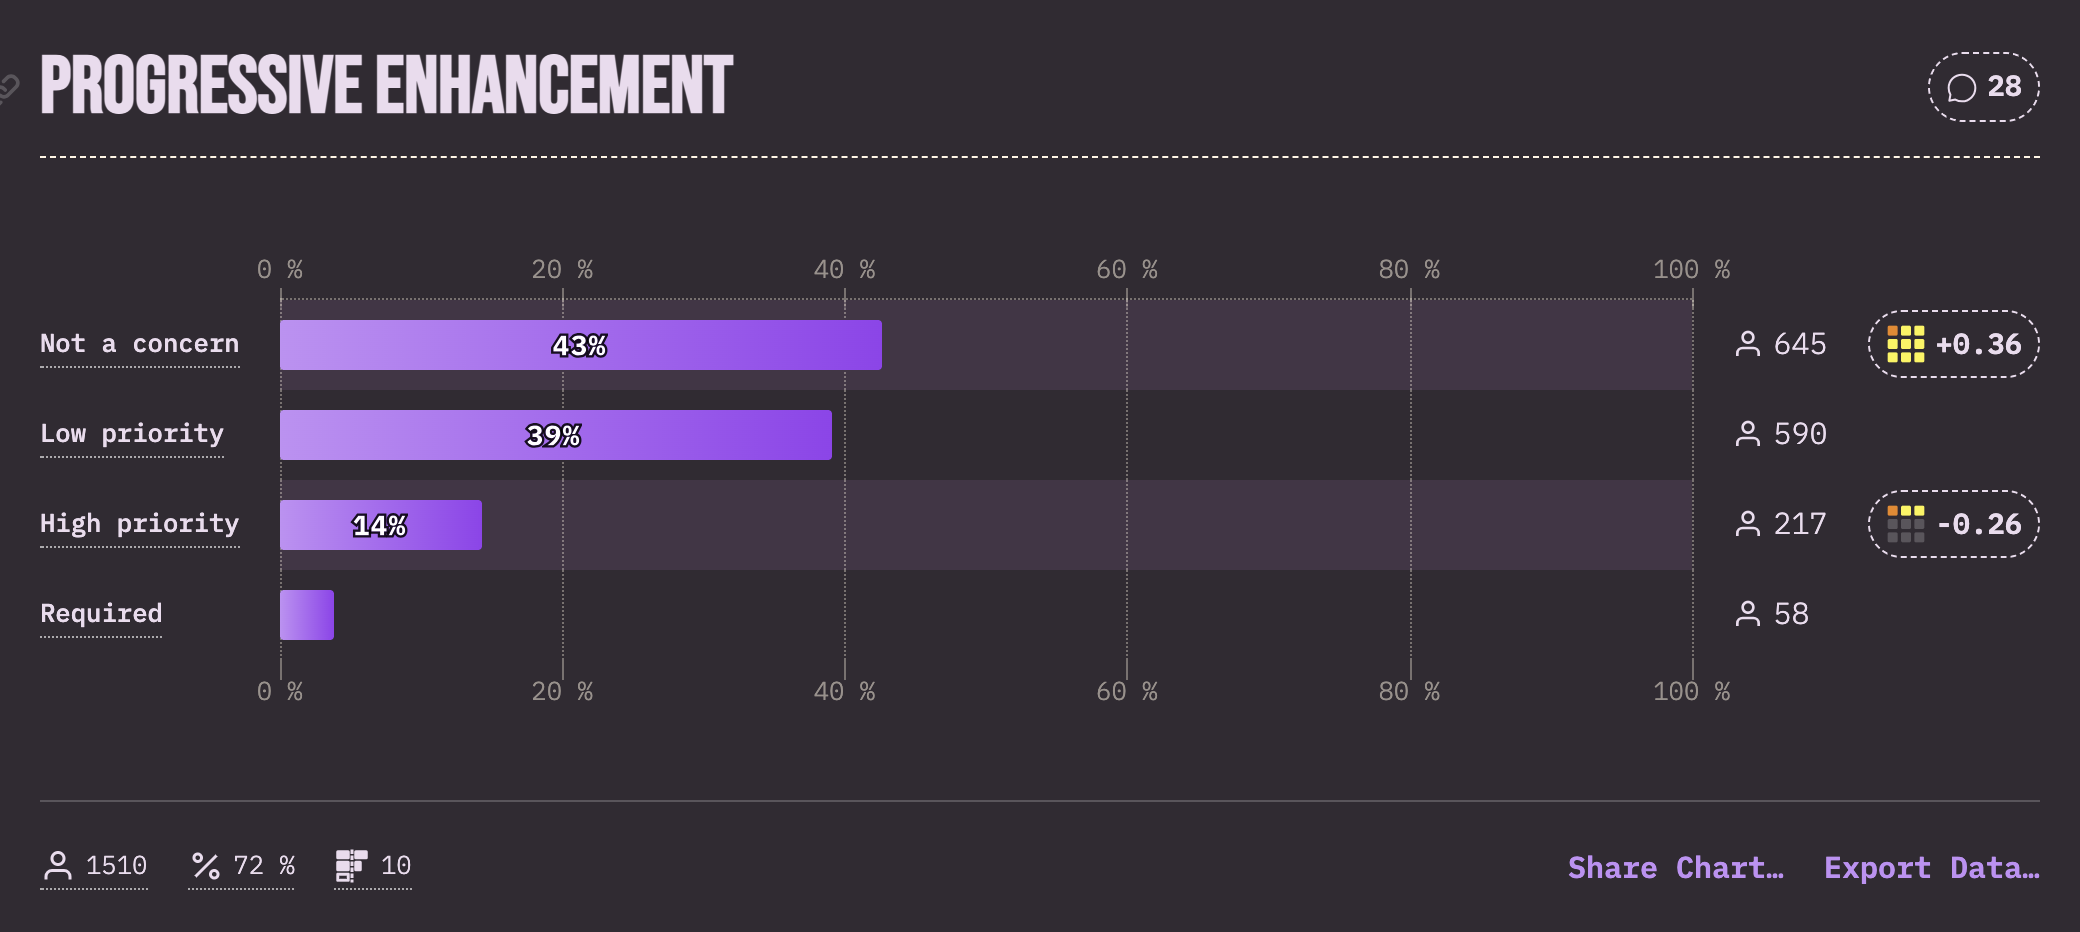 PROGRESSIVE ENHANCEMENT
28
0 % 20 % 40 % 60 % 80 % 100 %
Not a concern 43% 645 +0.36
Low priority 39% 590
High priority 14% 217 -0.26
Required 58
0 % 20 % 40 % 60 % 80 % 100 %
1510 72 % 10 Share Chart… Export Data…